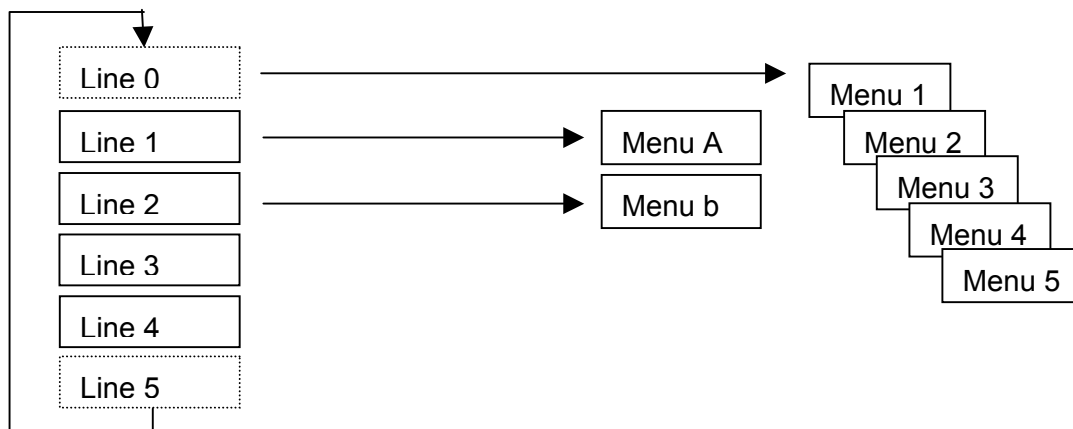 Line 0
Line 1
Line 2
Line 3
Line 4
Line 5
Menu A
Menu b
Menu 1
Menu 2
Menu 3
Menu 4
Menu 5